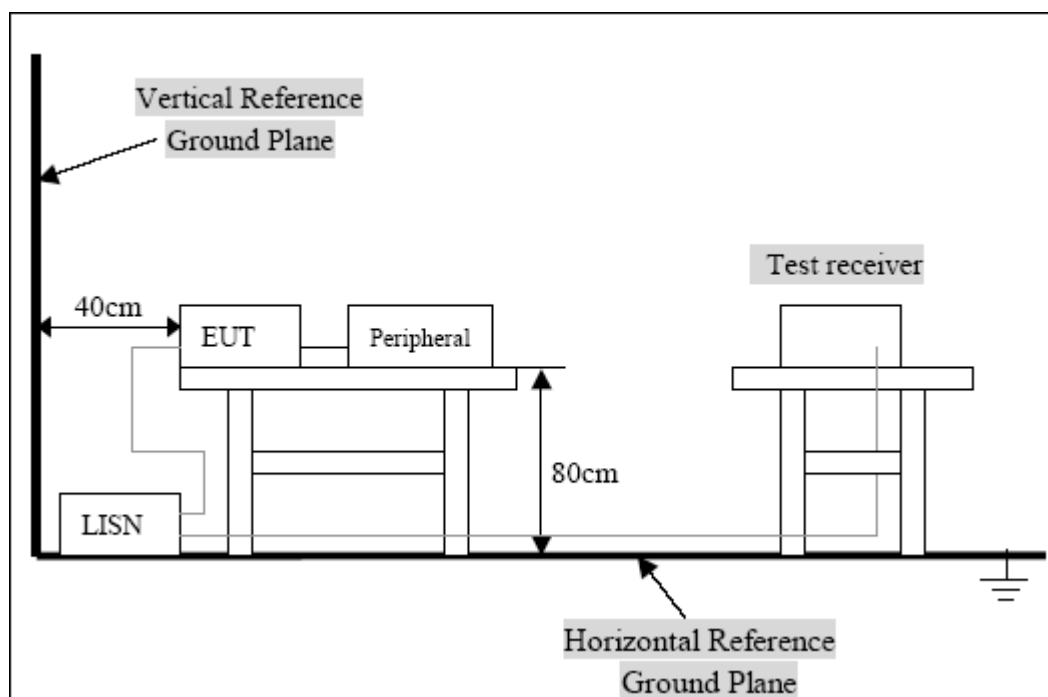 Vertical Reference
Ground Plane
Test receiver
40cm
EUT
Peripheral
80cm
LISN
Horizontal Reference
Ground Plane